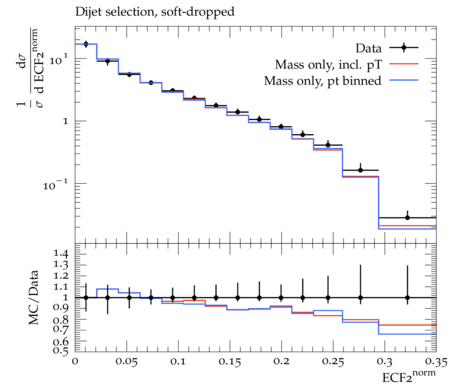 Dijet selection, soft-dropped
1/σ dσ/d ECF2^norm
10^1
1
10^−1
Data
Mass only, incl. pT
Mass only, pt binned
MC/Data
1.4
1.3
1.2
1.1
1
0.9
0.8
0.7
0.6
0.5
0 0.05 0.1 0.15 0.2 0.25 0.3 0.35
ECF2^norm